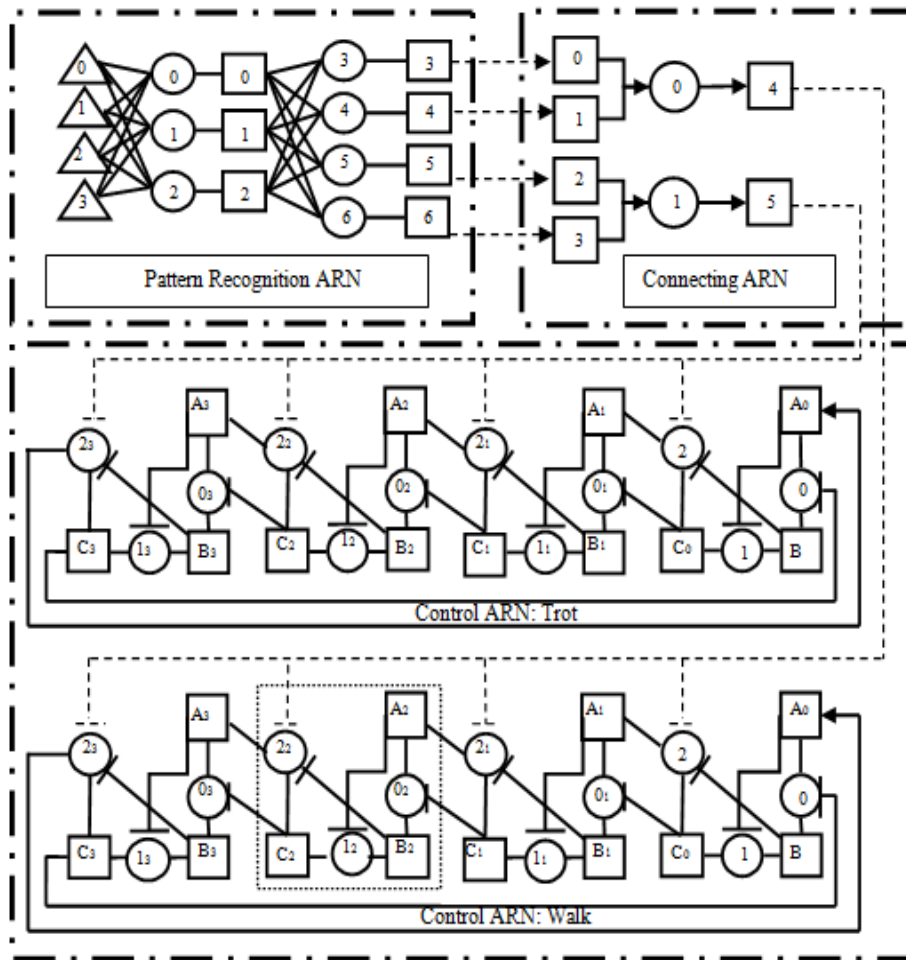 0 0 0 3 3 0 0 4
1 1 1 4 4 1
2 2 2 5 5 2 1 5
3 6 6 3
Pattern Recognition ARN
Connecting ARN
A3 A2 A1 A0
23 22 21 2
03 02 01 0
C3 13 B3 C2 12 B2 C1 11 B1 C0 1 B
Control ARN: Trot
A3 A2 A1 A0
23 22 21 2
03 02 01 0
C3 13 B3 C2 12 B2 C1 11 B1 C0 1 B
Control ARN: Walk